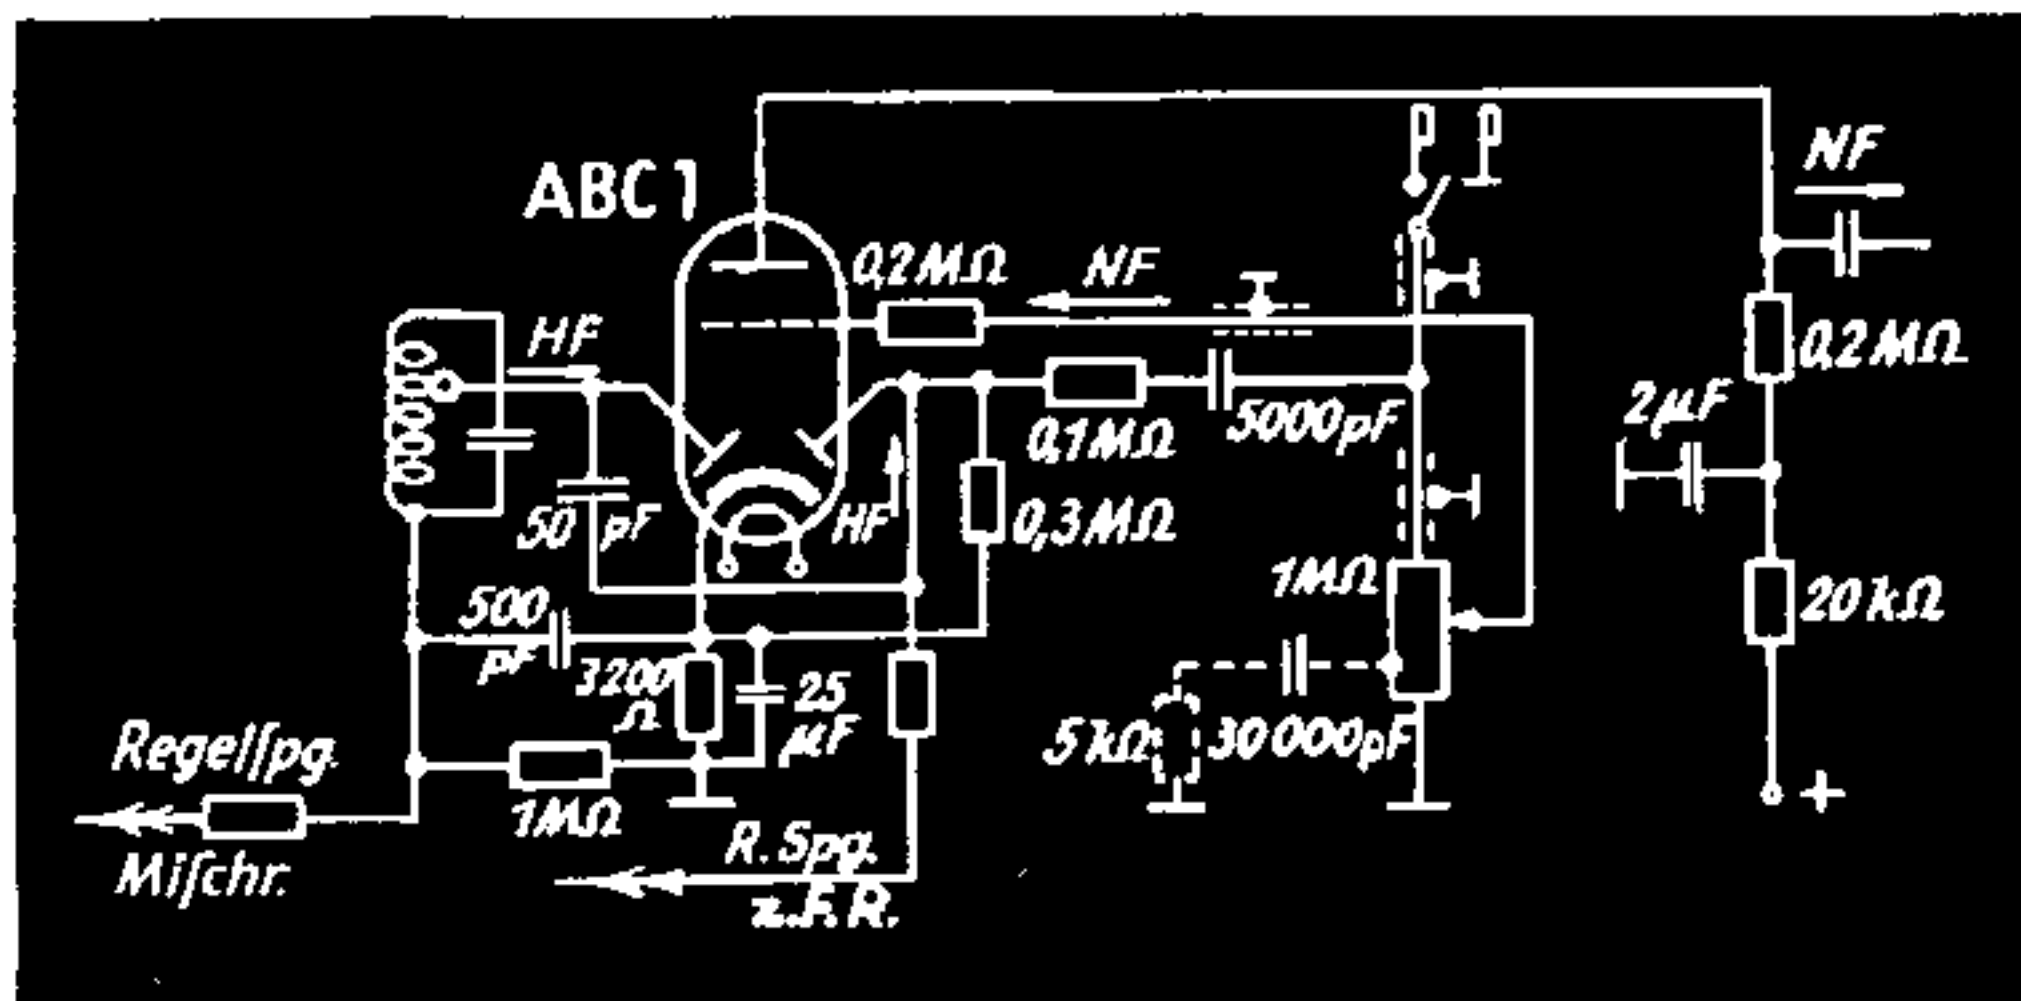 ABC1
NF
0,2MΩ
NF
HF
0,2MΩ
2µF
5000pF
0,1MΩ
50 pF
HF
0,3MΩ
1MΩ
20kΩ
500
pF
3200
Ω
25
µF
5kΩ
30000pF
Regelſpg.
1MΩ
+
R. Spg.
Miſchr.
z.F.R.